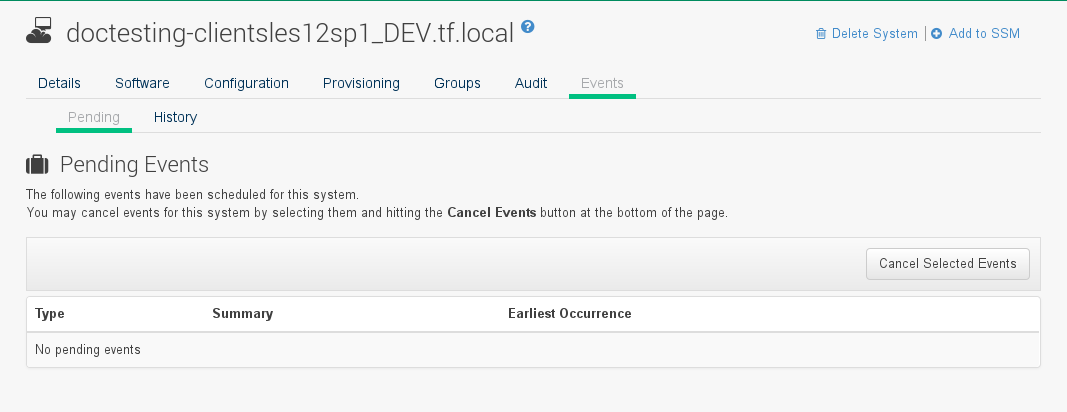 doctesting-clientsles12sp1_DEV.tf.local ?
Delete System | Add to SSM
Details Software Configuration Provisioning Groups Audit Events
Pending History
Pending Events
The following events have been scheduled for this system.
You may cancel events for this system by selecting them and hitting the Cancel Events button at the bottom of the page.
Cancel Selected Events
Type Summary Earliest Occurrence
No pending events